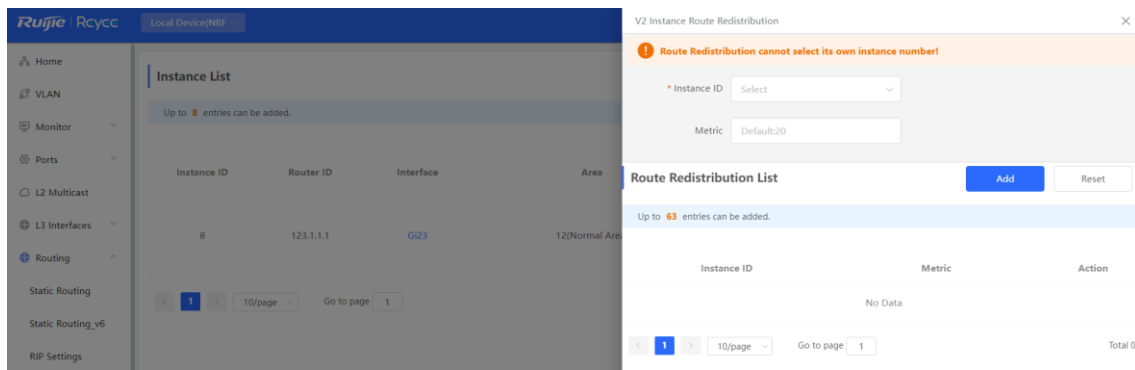 Ruijie Rcycc
Local Device(NBF
Home
VLAN
Monitor
Ports
L2 Multicast
L3 Interfaces
Routing
Static Routing
Static Routing_v6
RIP Settings
Instance List
Up to 8 entries can be added.
Instance ID Router ID Interface Area
8 123.1.1.1 Gi23 12(Normal Area
1 10/page Go to page 1
V2 Instance Route Redistribution
Route Redistribution cannot select its own instance number!
* Instance ID Select
Metric Default:20
Route Redistribution List Add Reset
Up to 63 entries can be added.
Instance ID Metric Action
No Data
1 10/page Go to page 1 Total 0